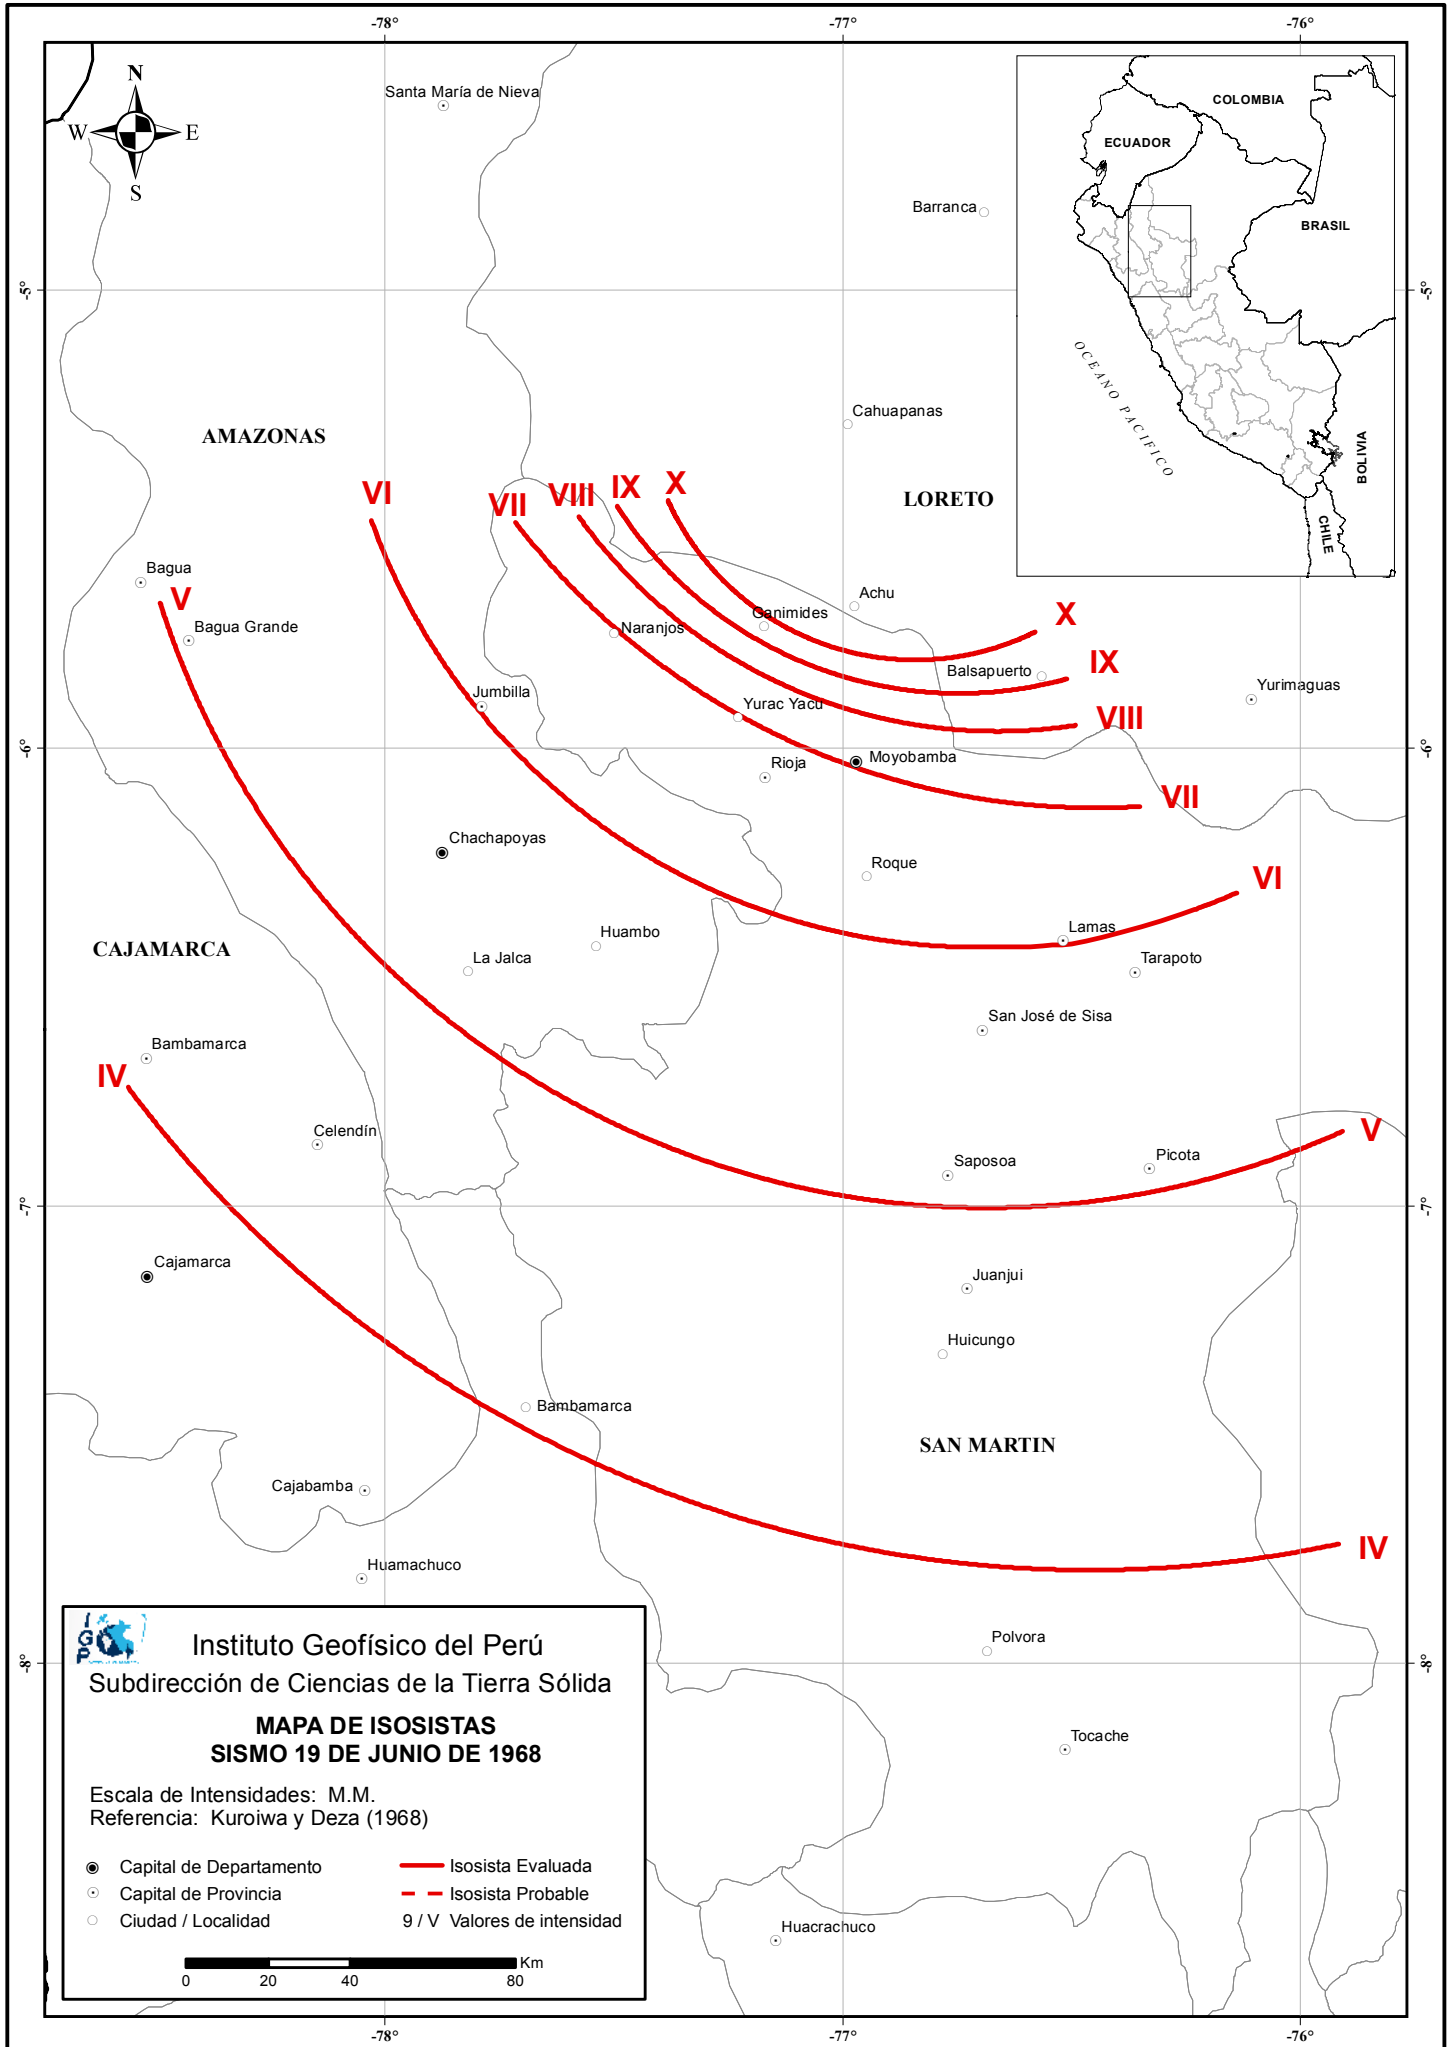 -78°
-77°
-76°
N
W
E
S
Santa María de Nieva
Barranca
COLOMBIA
ECUADOR
BRASIL
OCEANO PACIFICO
BOLIVIA
CHILE
-5°
-5°
Cahuapanas
AMAZONAS
LORETO
VI
VII
VIII
IX
X
Bagua
V
Bagua Grande
Achu
Ganimides
Naranjos
X
Balsapuerto
IX
Yurimaguas
Jumbilla
Yurac Yacu
VIII
-6°
-6°
Moyobamba
Rioja
VII
Chachapoyas
Roque
VI
Huambo
Lamas
CAJAMARCA
La Jalca
Tarapoto
San José de Sisa
Bambamarca
IV
Celendín
V
Saposoa
Picota
-7°
-7°
Cajamarca
Juanjui
Huicungo
Bambamarca
SAN MARTIN
Cajabamba
IV
Huamachuco
Polvora
-8°
-8°
Tocache
Huacrachuco
IGP
Instituto Geofísico del Perú
Subdirección de Ciencias de la Tierra Sólida
MAPA DE ISOSISTAS
SISMO 19 DE JUNIO DE 1968
Escala de Intensidades: M.M.
Referencia: Kuroiwa y Deza (1968)
Capital de Departamento
Isosista Evaluada
Capital de Provincia
Isosista Probable
Ciudad / Localidad
9 / V Valores de intensidad
Km
0 20 40 80
-78°
-77°
-76°